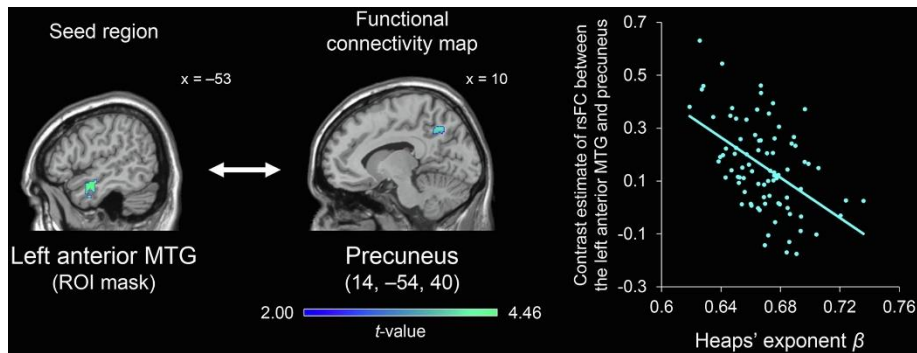 Seed region
x = –53
Left anterior MTG
(ROI mask)
Functional
connectivity map
x = 10
Precuneus
(14, –54, 40)
2.00
4.46
t-value
Contrast estimate of rsFC between
the left anterior MTG and precuneus
0.7
0.5
0.3
0.1
-0.1
-0.3
0.6
0.64
0.68
0.72
0.76
Heaps’ exponent β